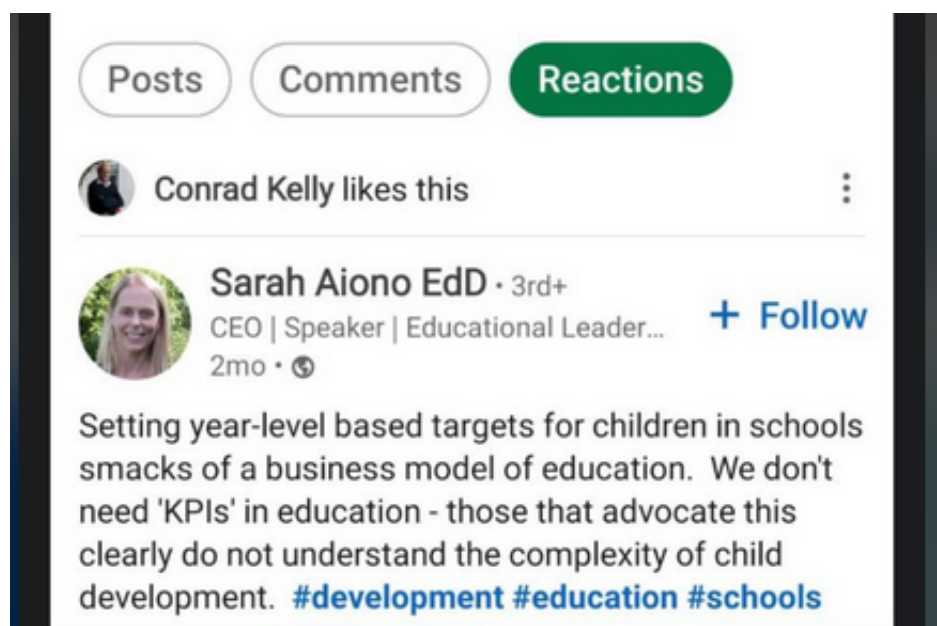 Posts Comments Reactions
Conrad Kelly likes this
Sarah Aiono EdD • 3rd+
CEO | Speaker | Educational Leader...
+ Follow
2mo •
Setting year-level based targets for children in schools
smacks of a business model of education.  We don't
need 'KPIs' in education - those that advocate this
clearly do not understand the complexity of child
development.  #development #education #schools